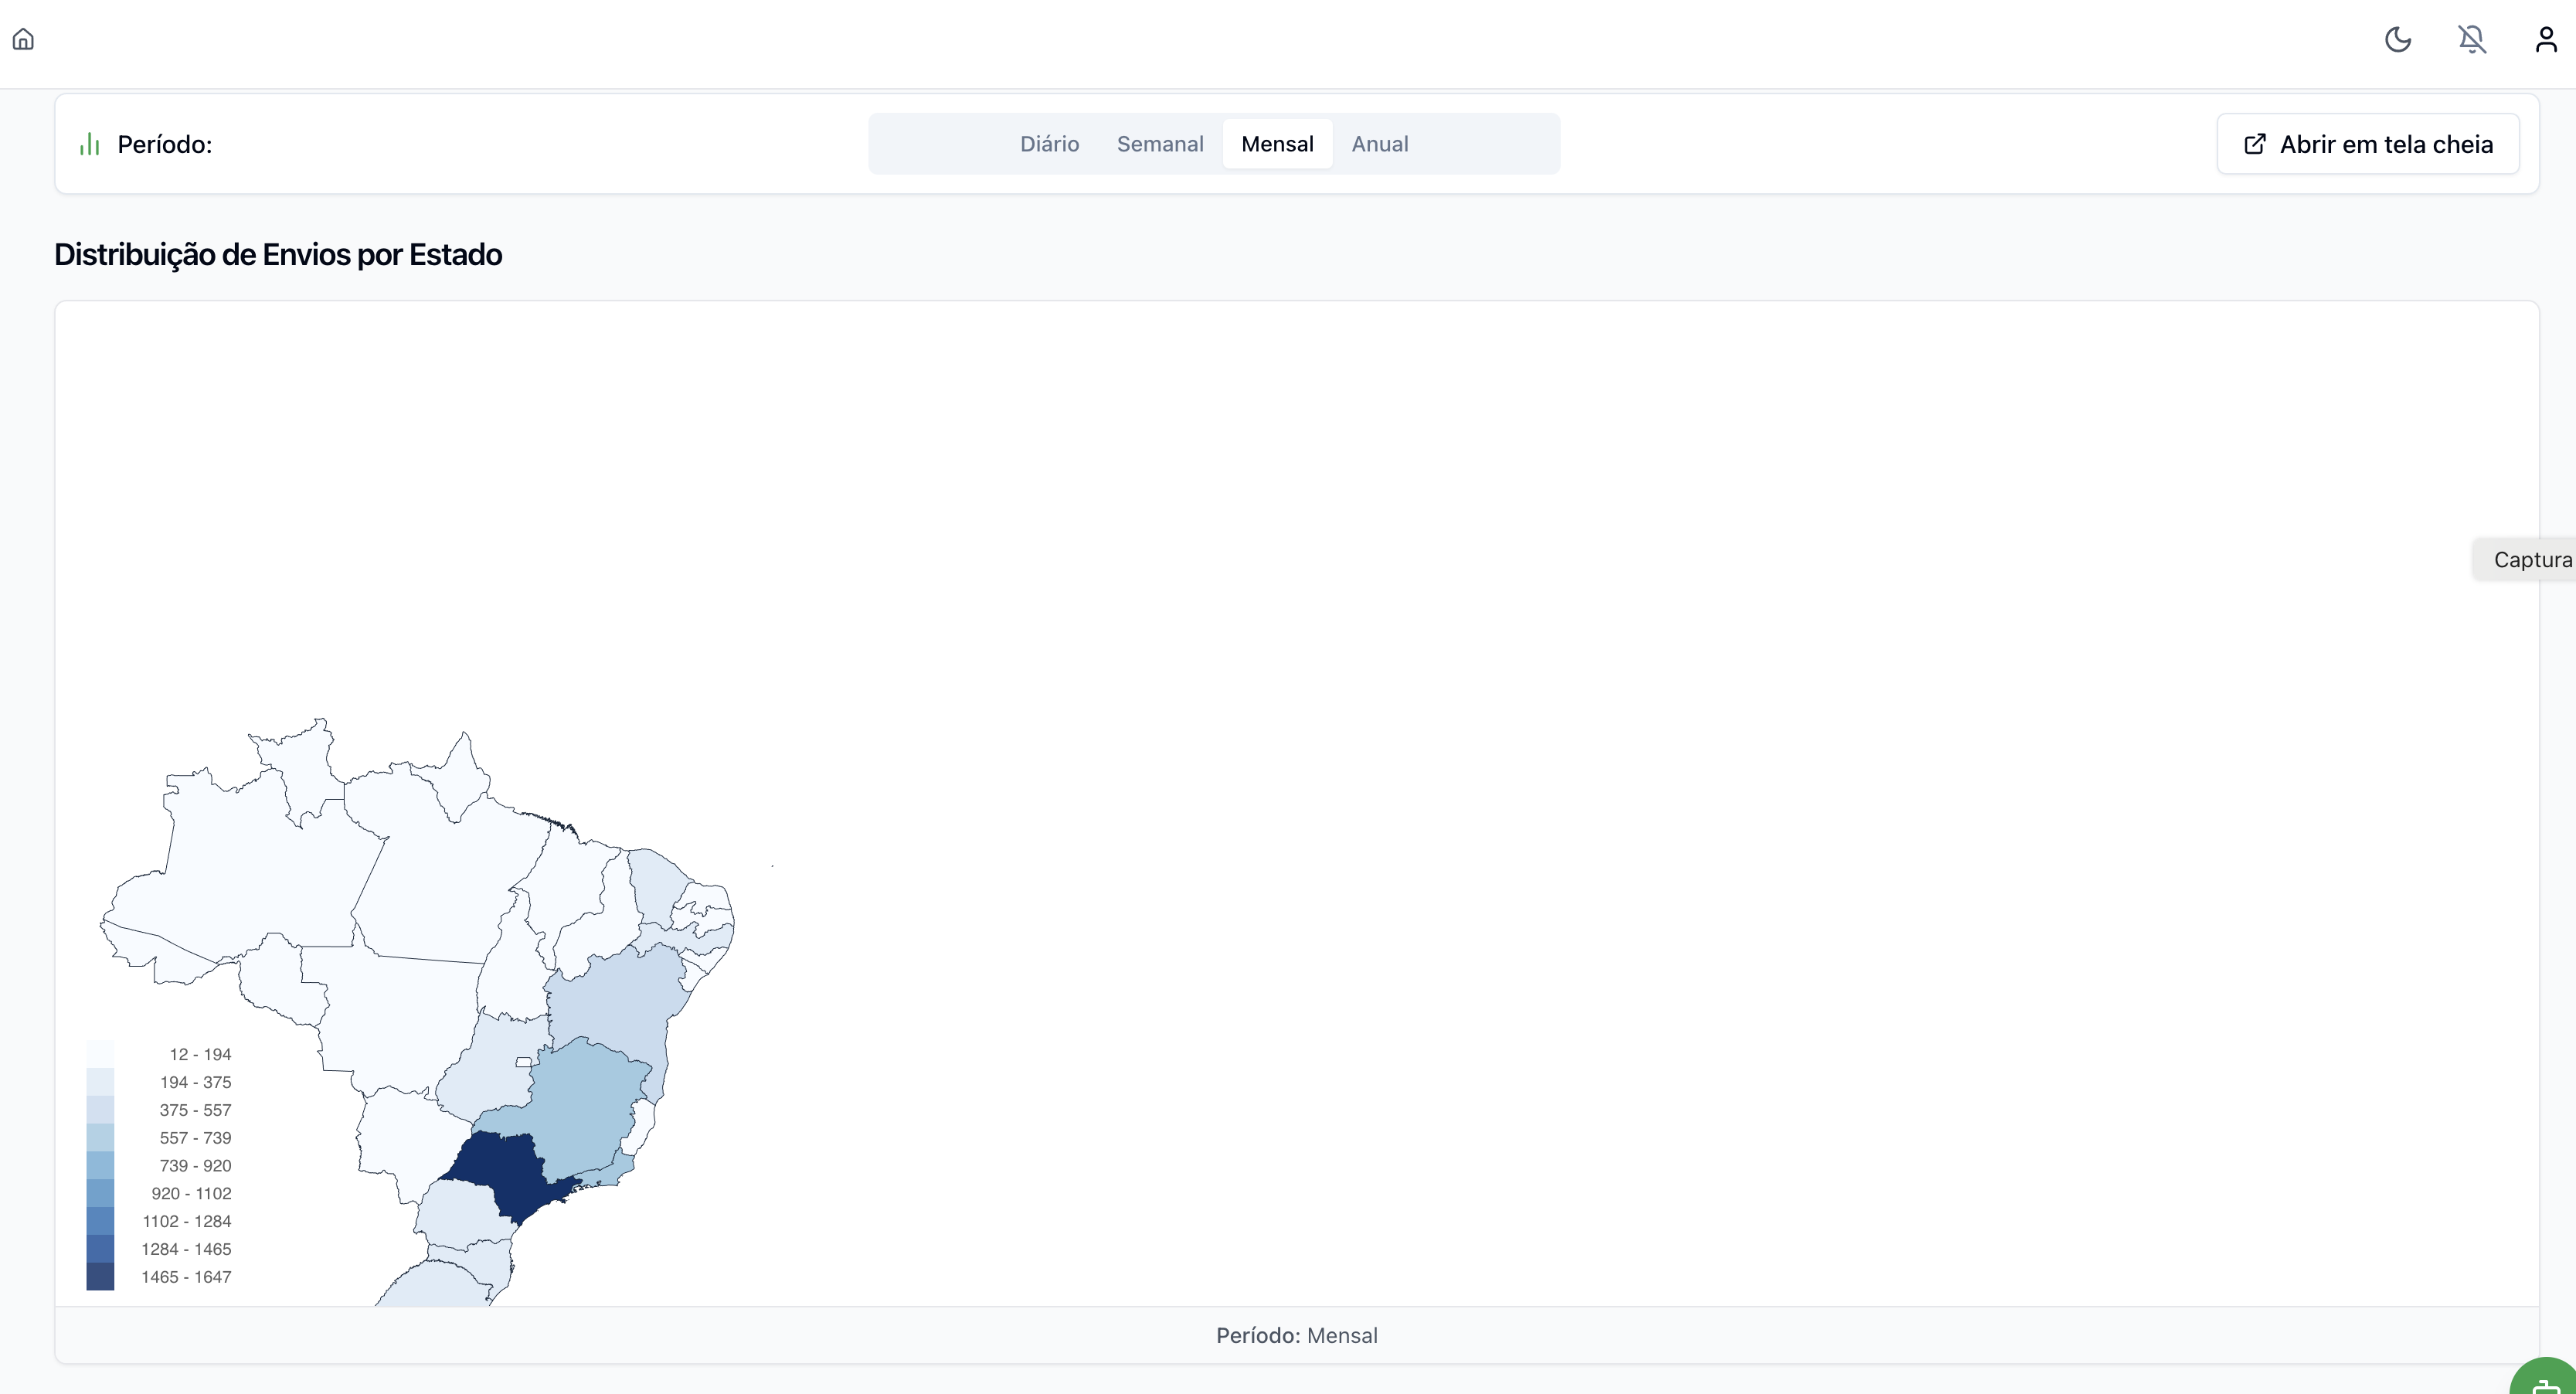 Período:
Diário Semanal Mensal Anual
Abrir em tela cheia
Distribuição de Envios por Estado
Captura
12 - 194
194 - 375
375 - 557
557 - 739
739 - 920
920 - 1102
1102 - 1284
1284 - 1465
1465 - 1647
Período: Mensal